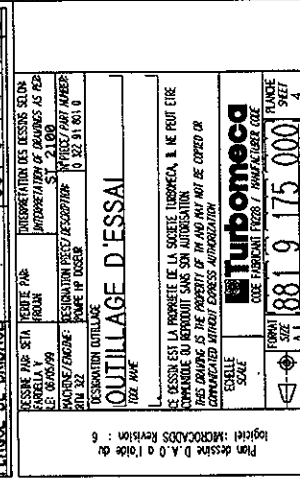 DESSINE PAR: SETA
FARDELLA Y
LE: 06/05/99
VERIFIE PAR:
INTERPRETATION DES DESSINS SELON:
INTERPRETATION OF DRAWINGS AS PER:
ST 2100
MACHINE/ENGINE:
RTM 322
DESIGNATION PIECE/ DESCRIPTION:
POMPE HP DOSEUR
N°PIECE/ PART NUMBER:
0 322 91 801 0
DESIGNATION OUTILLAGE
OUTILLAGE D'ESSAI
TOOL NAME
CE DESSIN EST LA PROPRIETE DE LA SOCIETE TURBOMECA, IL NE PEUT ETRE
COMMUNIQUE OU REPRODUIT SANS SON AUTORISATION
THIS DRAWING IS THE PROPERTY OF TM AND MAY NOT BE COPIED OR
COMMUNICATED WITHOUT EXPRESS AUTHORIZATION
ECHELLE
SCALE
Turbomeca
CODE FABRICANT F0228 / MANUFACTURER CODE
FORMAT
SIZE
881 9 175 000
PLANCHE
SHEET
4
Plan dessine D.A.O a l'aide du
logiciel :MICROCADDS Revision : 6